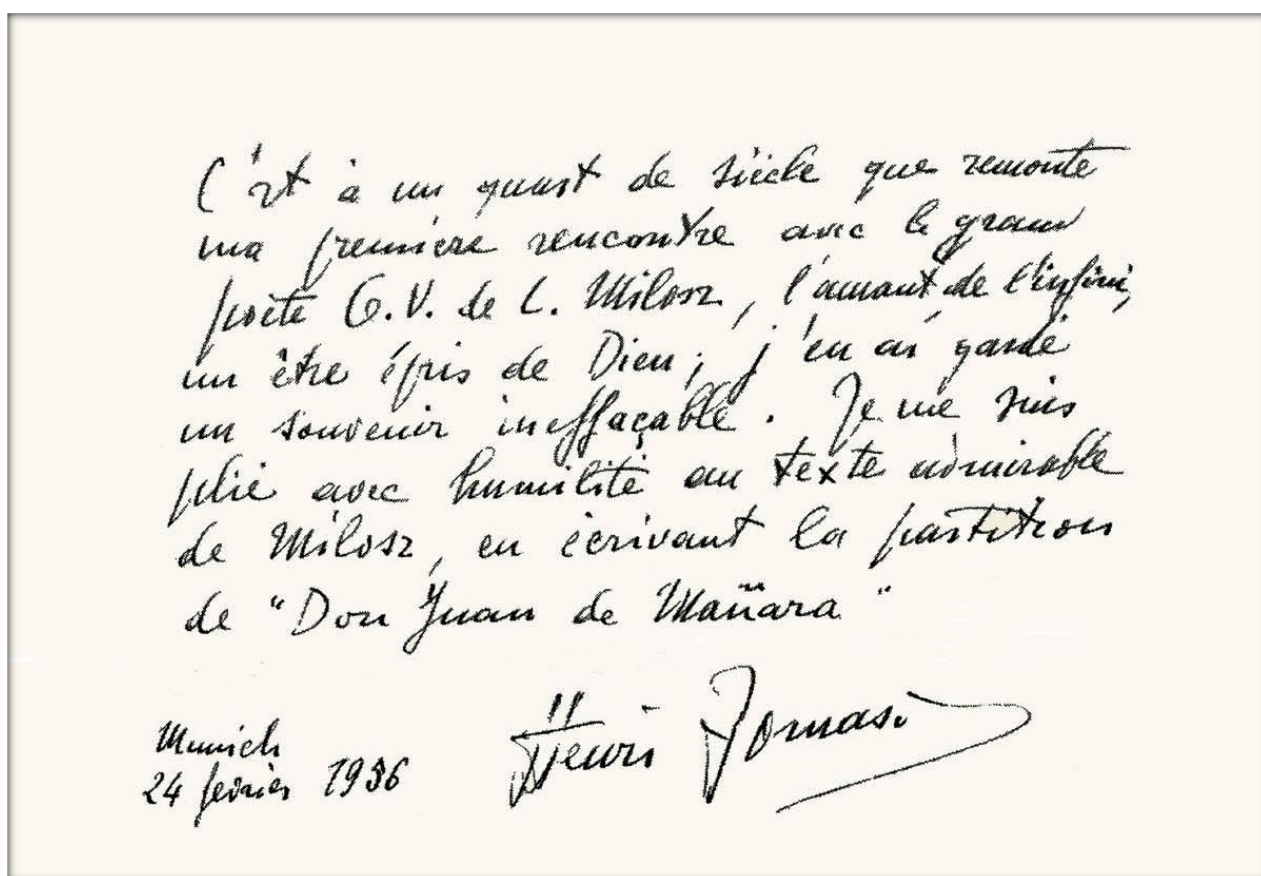 C'est à un quart de siècle que remonte
ma première rencontre avec le grand
poète O.V. de L. Milosz, l'amant de l'infini,
un être épris de Dieu ; j'en ai gardé
un souvenir ineffaçable. Je me suis
plié avec humilité au texte admirable
de Milosz, en écrivant la partition
de "Don Juan de Mañara"
Munich
24 février 1956
Henri Tomasi